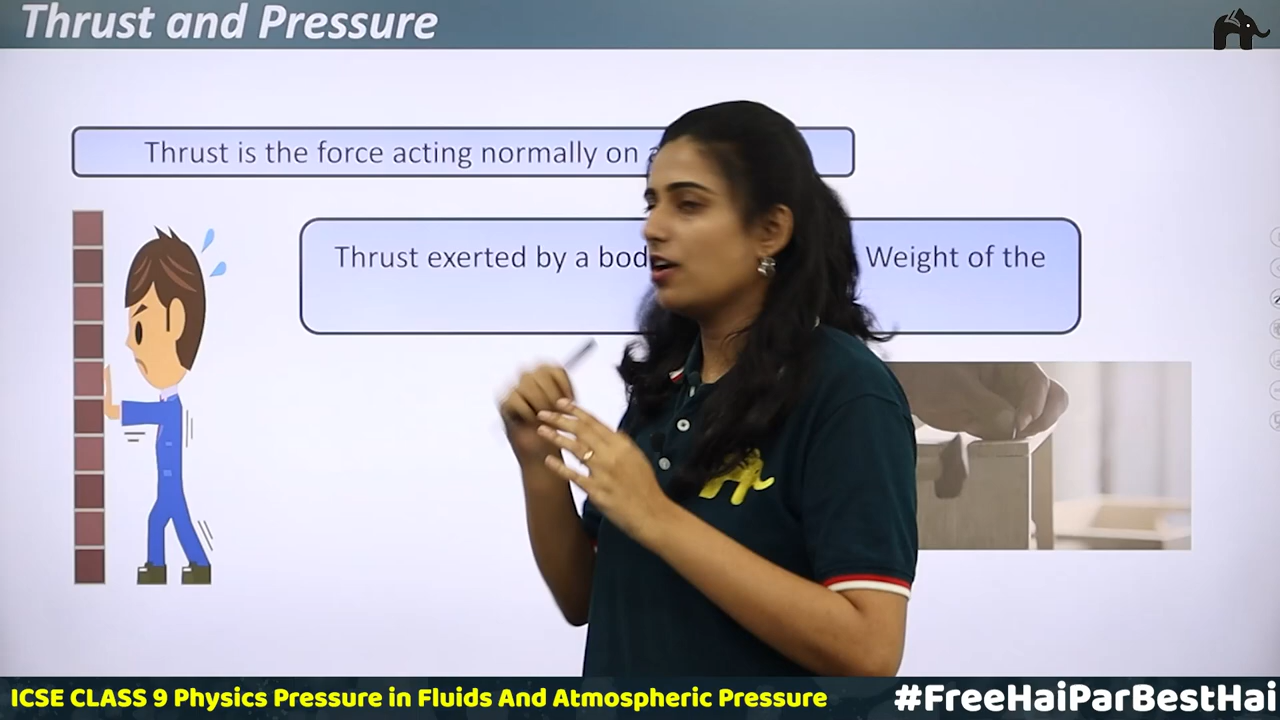 Thrust and Pressure
Thrust is the force acting normally on
Thrust exerted by a Weight of the
ICSE CLASS 9 Physics Pressure in Fluids And Atmospheric Pressure
#FreeHaiParBestHai